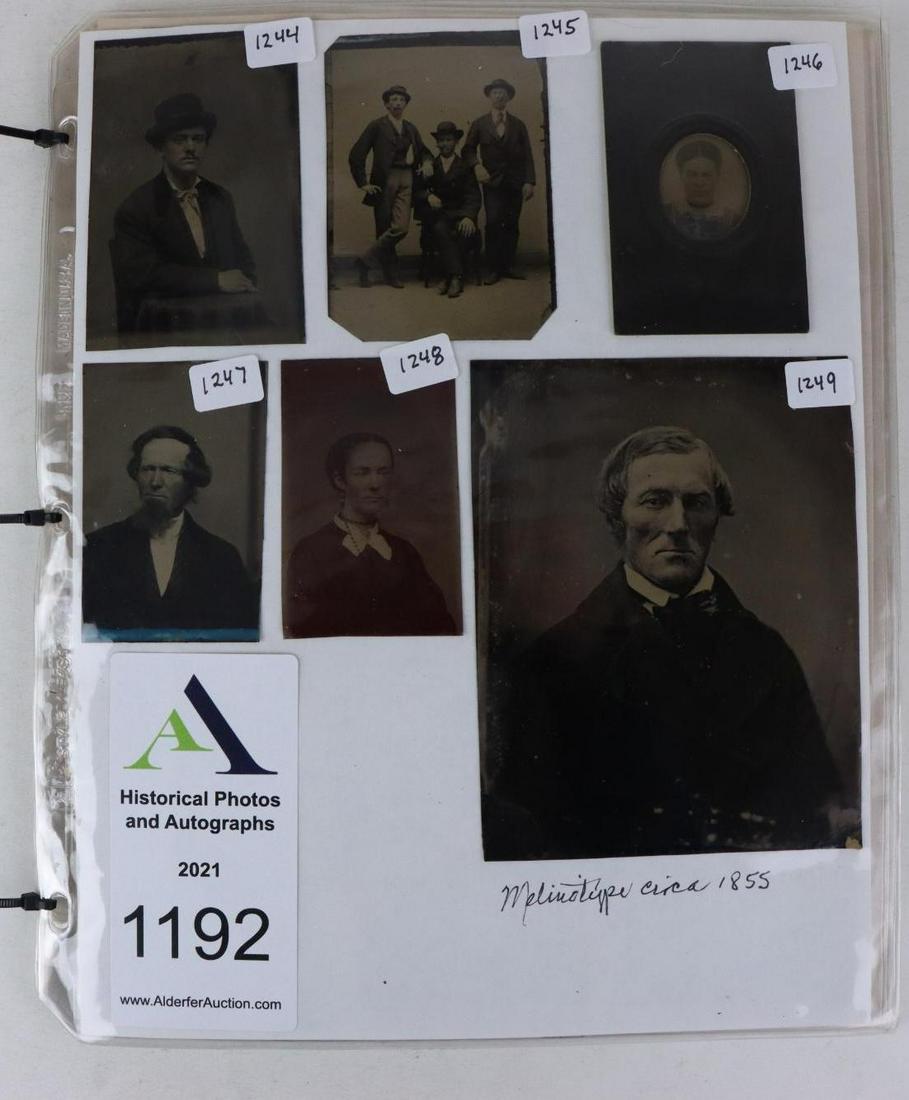 1244
1245
1246
1247
1248
1249
A
A
Historical Photos
and Autographs
2021
1192
www.AlderferAuction.com
Melinotype circa 1855